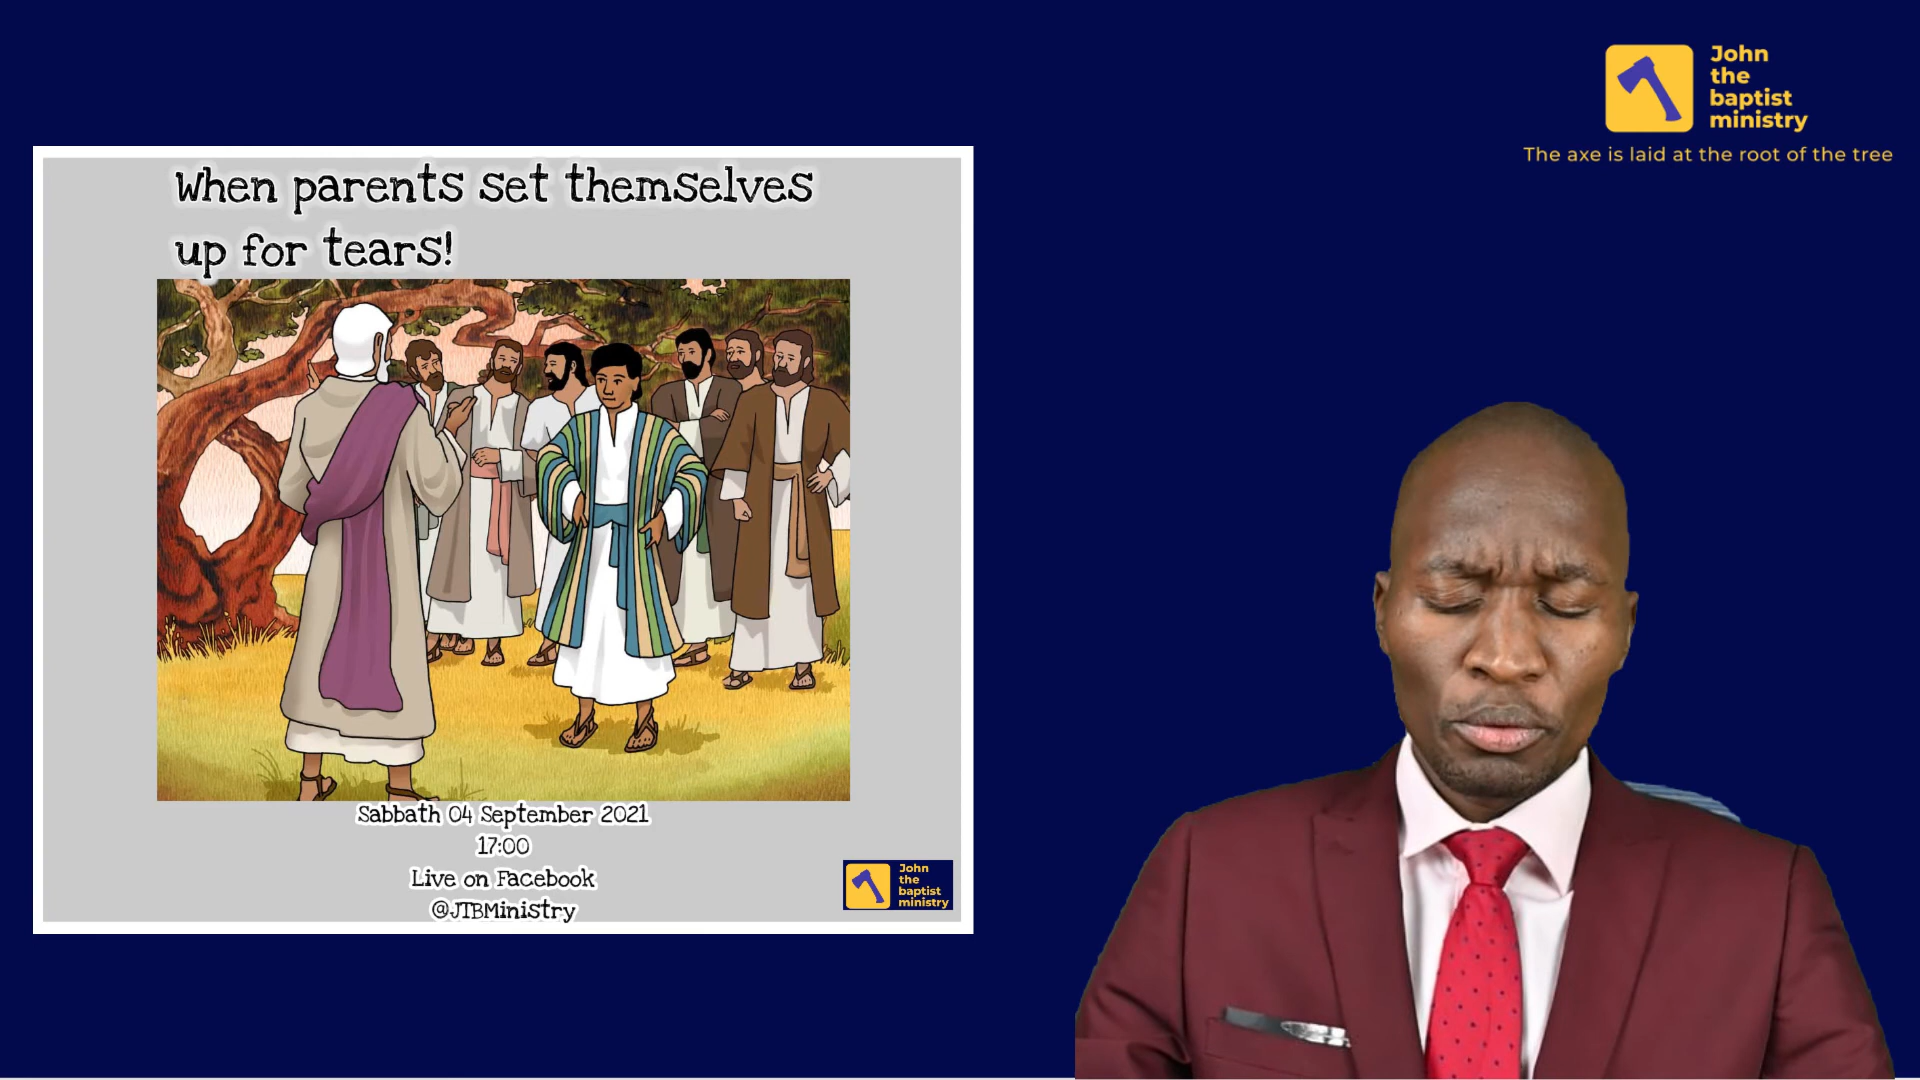 When parents set themselves
up for tears!
Sabbath 04 September 2021
17:00
Live on Facebook
@JTBMinistry
John
the
baptist
ministry
John
the
baptist
ministry
The axe is laid at the root of the tree